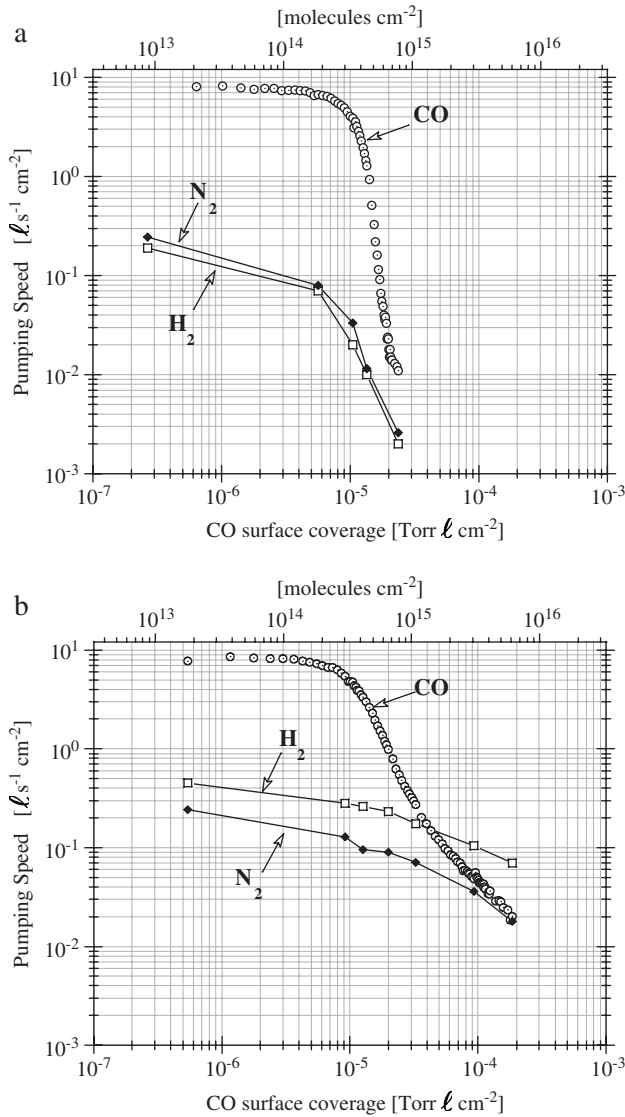 a
[molecules cm⁻²]
10¹³ 10¹⁴ 10¹⁵ 10¹⁶
10¹
10⁰
10⁻¹
10⁻²
10⁻³
Pumping Speed [ℓ s⁻¹ cm⁻²]
CO
N₂
H₂
10⁻⁷ 10⁻⁶ 10⁻⁵ 10⁻⁴ 10⁻³
CO surface coverage [Torr ℓ cm⁻²]
b
[molecules cm⁻²]
10¹³ 10¹⁴ 10¹⁵ 10¹⁶
10¹
10⁰
10⁻¹
10⁻²
10⁻³
Pumping Speed [ℓ s⁻¹ cm⁻²]
CO
H₂
N₂
10⁻⁷ 10⁻⁶ 10⁻⁵ 10⁻⁴ 10⁻³
CO surface coverage [Torr ℓ cm⁻²]